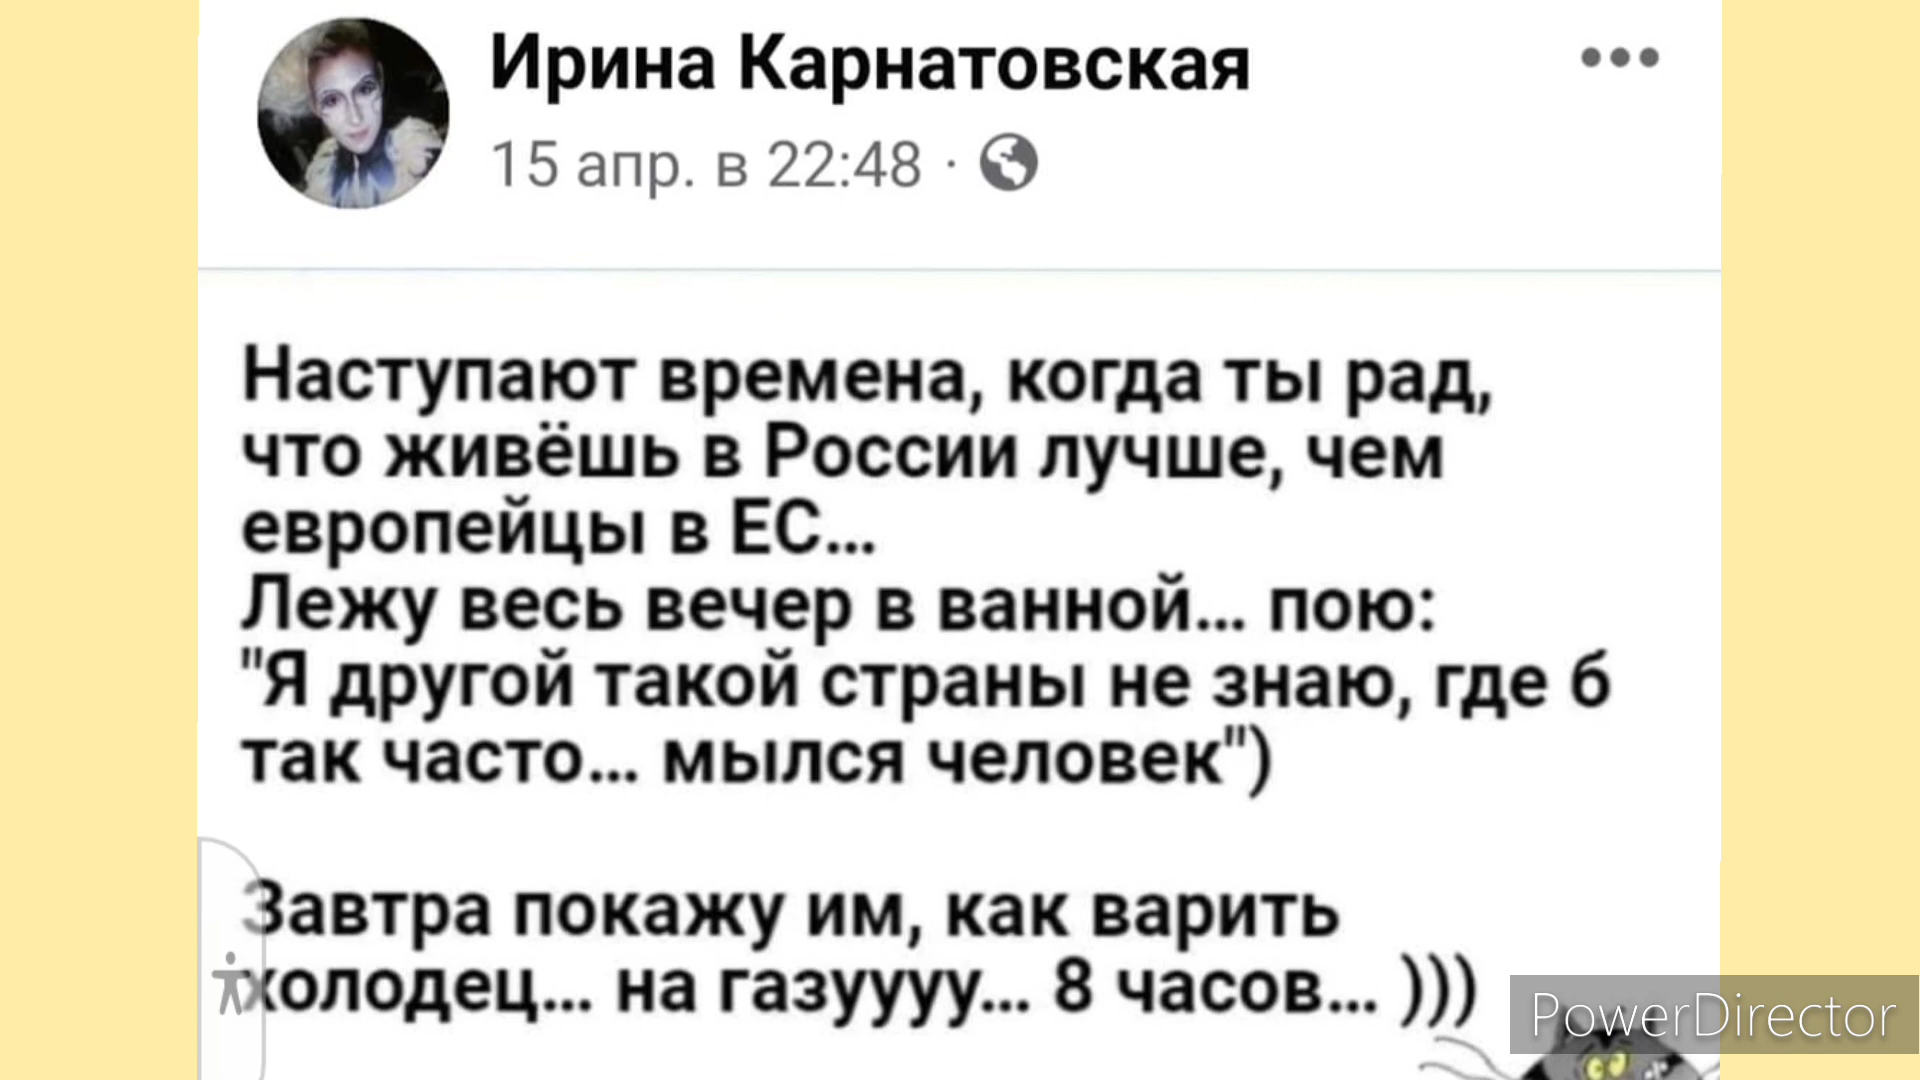 Ирина Карнатовская
15 апр. в 22:48 ·
Наступают времена, когда ты рад,
что живёшь в России лучше, чем
европейцы в ЕС...
Лежу весь вечер в ванной... пою:
"Я другой такой страны не знаю, где б
так часто... мылся человек")
Завтра покажу им, как варить
холодец... на газуууу... 8 часов... )))
PowerDirector